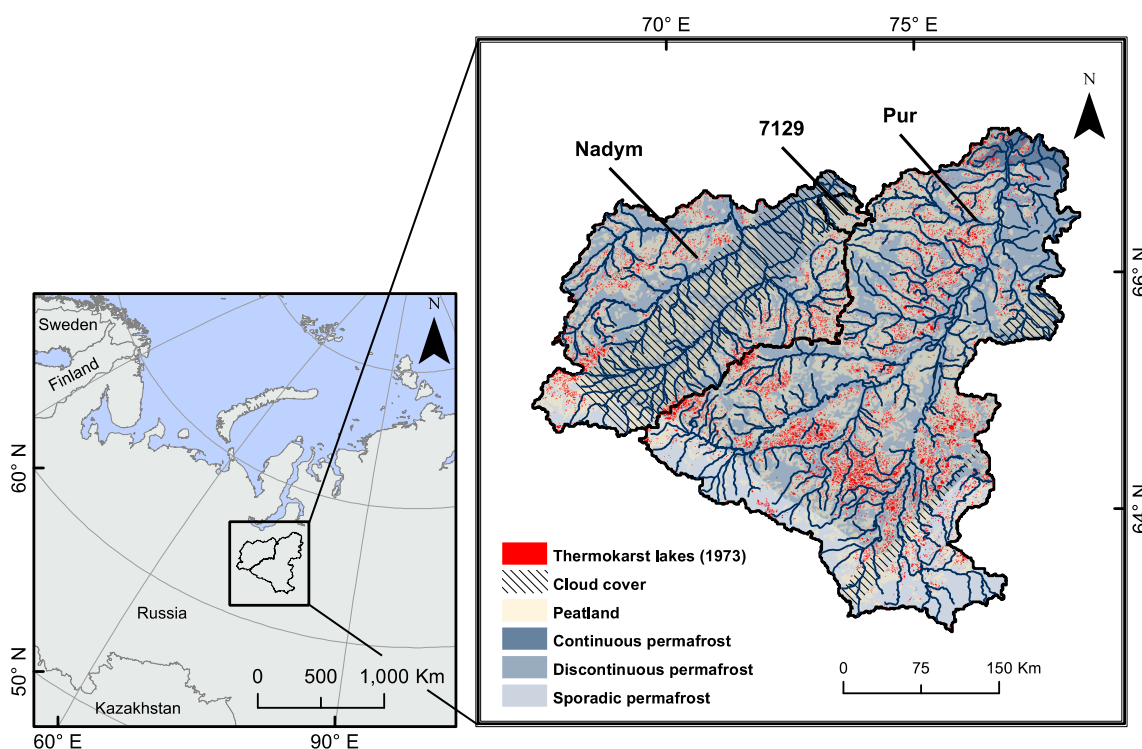 70° E
75° E
N
7129
Pur
Nadym
66° N
64° N
Thermokarst lakes (1973)
Cloud cover
Peatland
Continuous permafrost
Discontinuous permafrost
Sporadic permafrost
0 75 150 Km
N
Sweden
Finland
60° N
Russia
0 500 1,000 Km
50° N
Kazakhstan
60° E
90° E